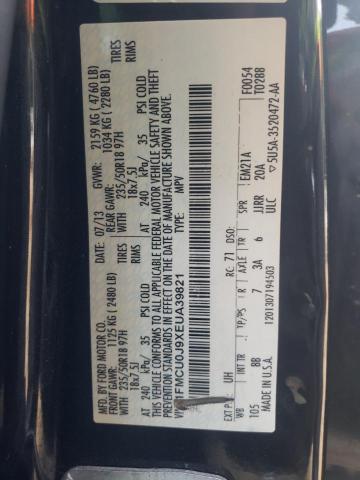 MFD. BY FORD MOTOR CO.
DATE: 07/13 GVWR: 2159 KG ( 4760 LB)
FRONT GAWR: 1125 KG ( 2480 LB) REAR GAWR: 1034 KG ( 2280 LB)
WITH 235/50R18 97H TIRES WITH 235/50R18 97H TIRES
18x7.5J RIMS 18x7.5J RIMS
AT 240 kPa/ 35 PSI COLD AT 240 kPa/ 35 PSI COLD
THIS VEHICLE CONFORMS TO ALL APPLICABLE FEDERAL MOTOR VEHICLE SAFETY AND THEFT
PREVENTION STANDARDS IN EFFECT ON THE DATE OF MANUFACTURE SHOWN ABOVE.
FMCU0J9XEUA39821
TYPE: MPV
F0054
T0288
EXT P UH RC: 71 DSO:
WB INT TR TP/PS R AXLE TR SPR EM21A
105 BB 7 3A 6 JJRR 20A
MADE IN U.S.A. 1201307194503 ULC 5U5A-3520472-AA